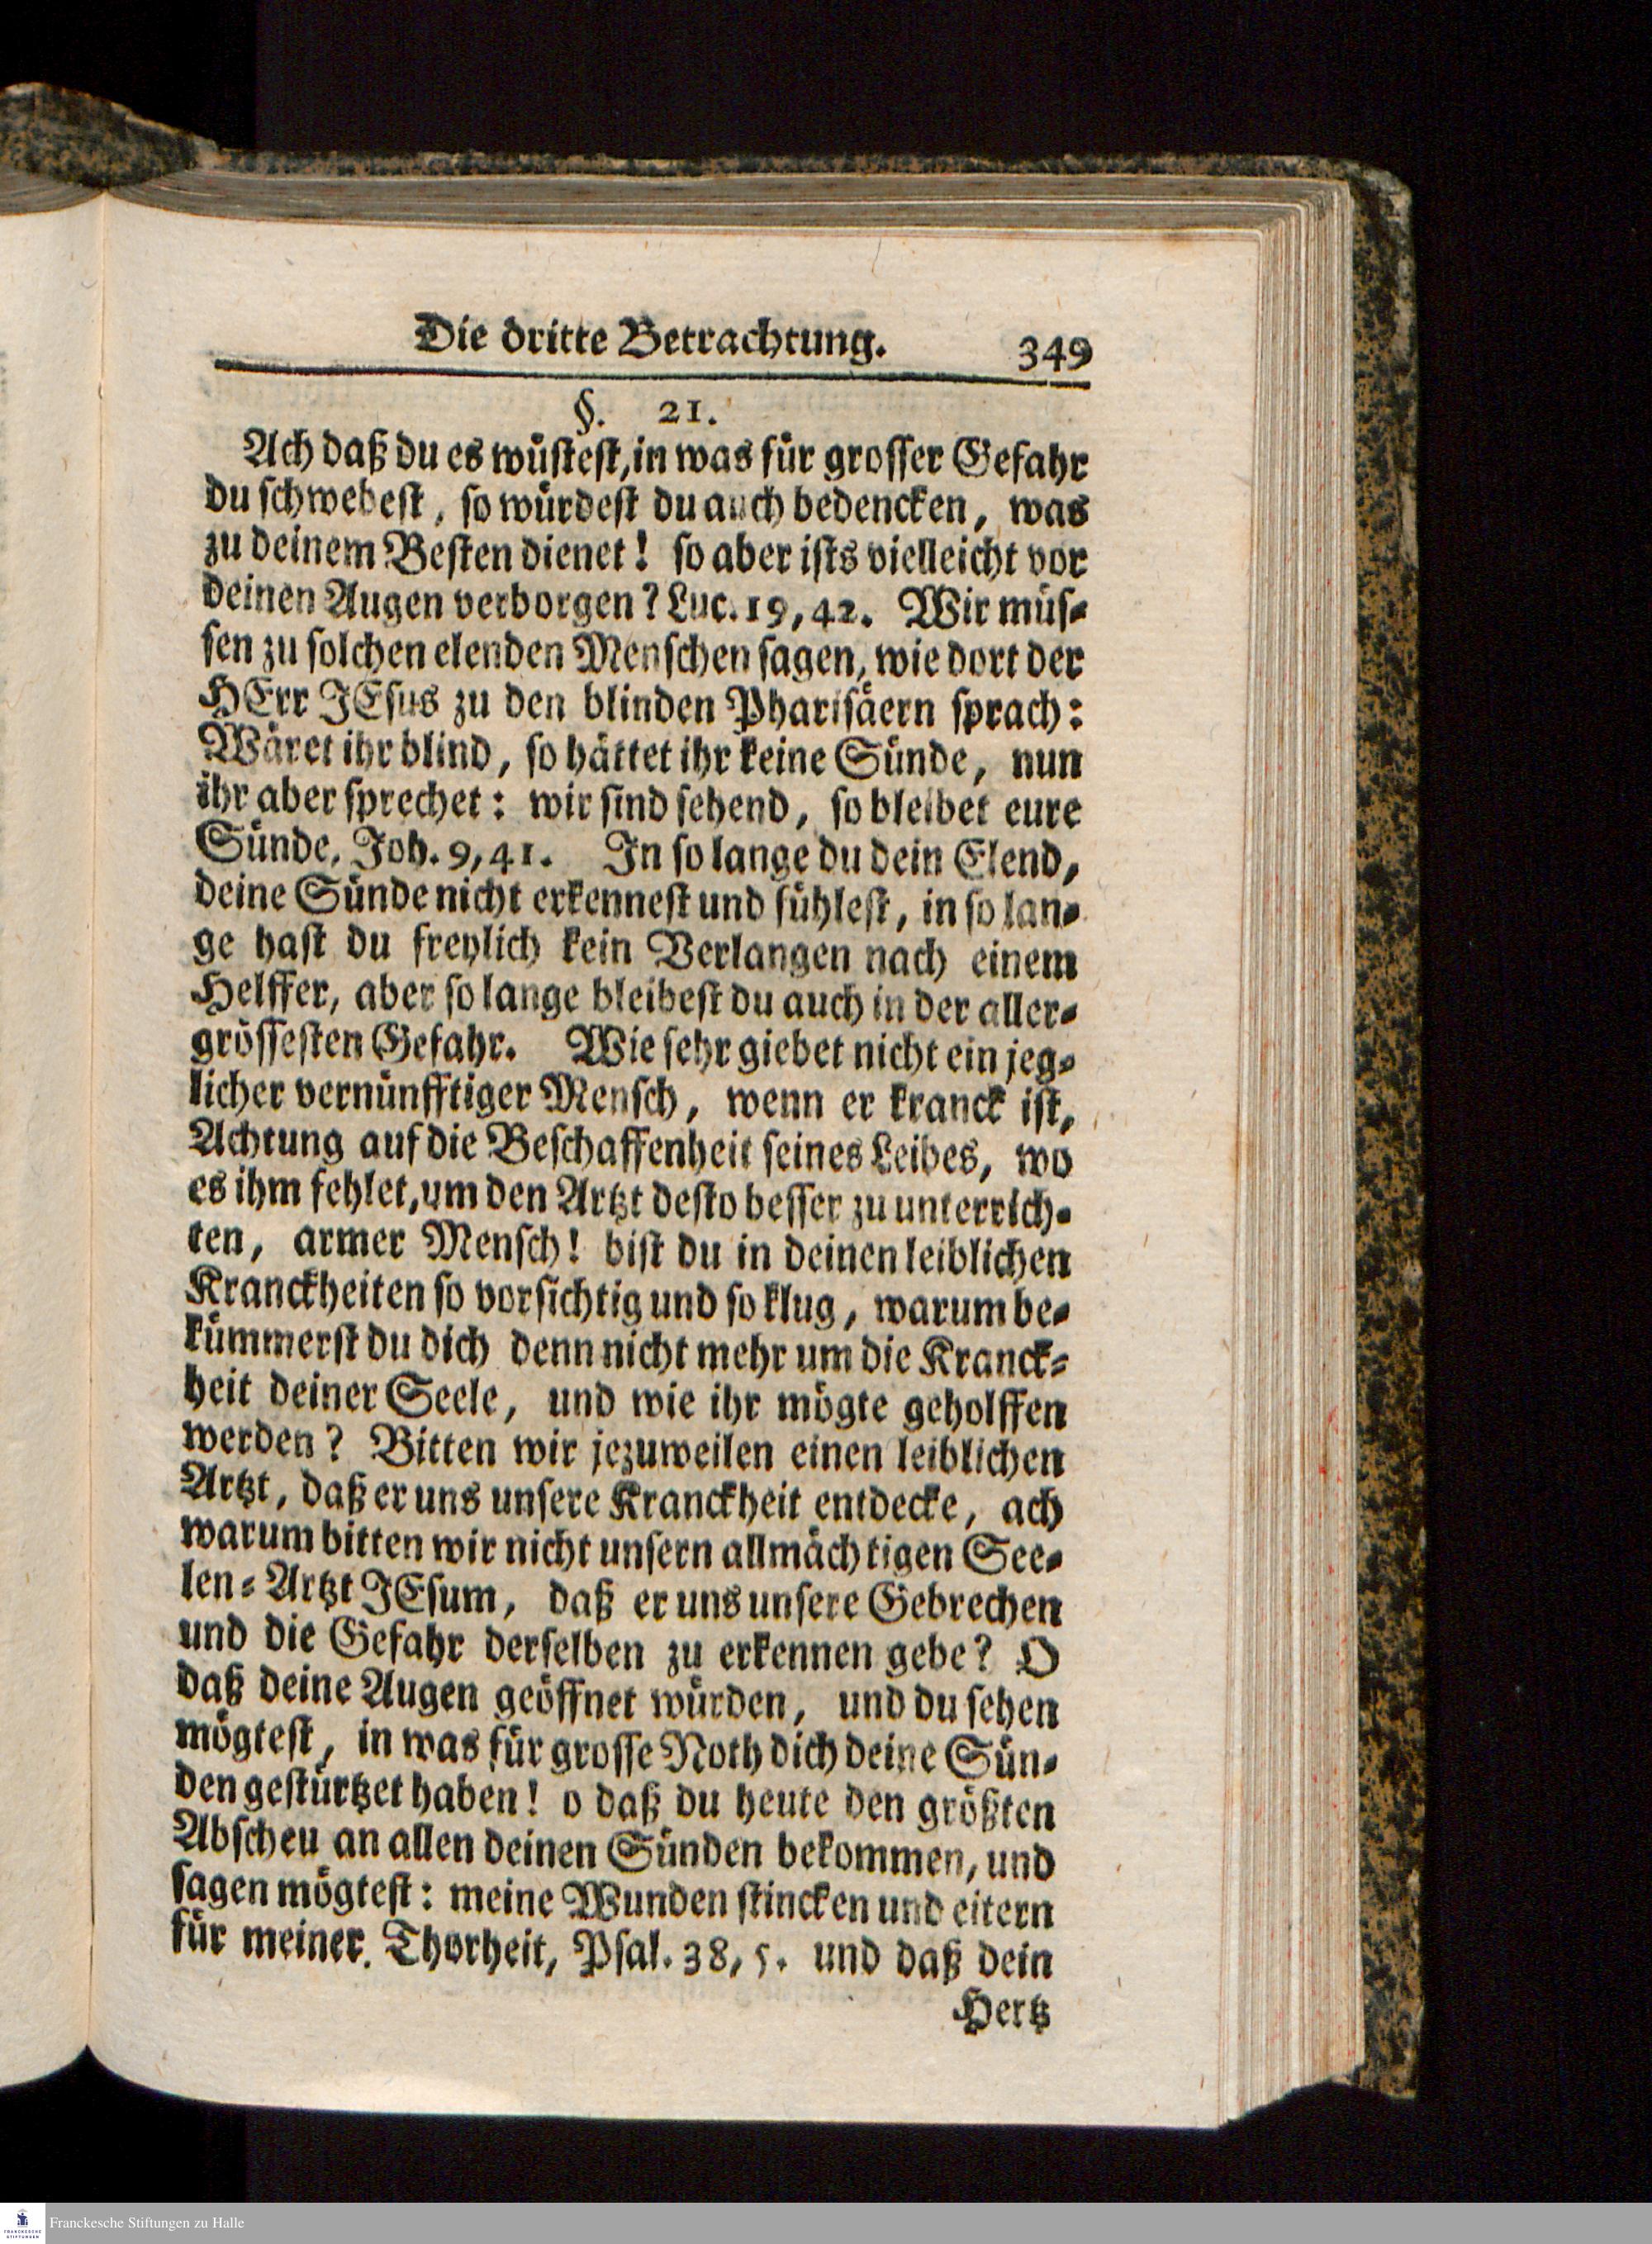 Die dritte Betrachtung. 349
§. 21.
Ach daß du es wüstest, in was für grosser Gefahr
du schwebest, so würdest du auch bedencken, was
zu deinem Besten dienet! so aber ists vielleicht vor
deinen Augen verborgen? Luc. 19, 42. Wir müs-
sen zu solchen elenden Menschen sagen, wie dort der
HErr JEsus zu den blinden Pharisäern sprach:
Wäret ihr blind, so hättet ihr keine Sünde, nun
ihr aber sprechet: wir sind sehend, so bleibet eure
Sünde, Joh. 9, 41. In so lange du dein Elend,
deine Sünde nicht erkennest und fühlest, in so lan-
ge hast du freylich kein Verlangen nach einem
Helffer, aber so lange bleibest du auch in der aller-
grössesten Gefahr. Wie sehr giebet nicht ein jeg-
licher vernünfftiger Mensch, wenn er kranck ist,
Achtung auf die Beschaffenheit seines Leibes, wo
es ihm fehlet, um den Artzt desto besser zu unterrich-
ten, armer Mensch! bist du in deinen leiblichen
Kranckheiten so vorsichtig und so klug, warum be-
kümmerst du dich denn nicht mehr um die Kranck-
heit deiner Seele, und wie ihr mögte geholffen
werden? Bitten wir jezuweilen einen leiblichen
Artzt, daß er uns unsere Kranckheit entdecke, ach
warum bitten wir nicht unsern allmächtigen See-
len-Artzt JEsum, daß er uns unsere Gebrechen
und die Gefahr derselben zu erkennen gebe? O
daß deine Augen geöffnet würden, und du sehen
mögtest, in was für grosse Noth dich deine Sün-
den gestürtzet haben! o daß du heute den größten
Abscheu an allen deinen Sünden bekommen, und
sagen mögtest: meine Wunden stincken und eitern
für meiner. Thorheit, Psal. 38, 5. und daß dein
Hertz
FRANCKESCHE
STIFTUNGEN
Franckesche Stiftungen zu Halle